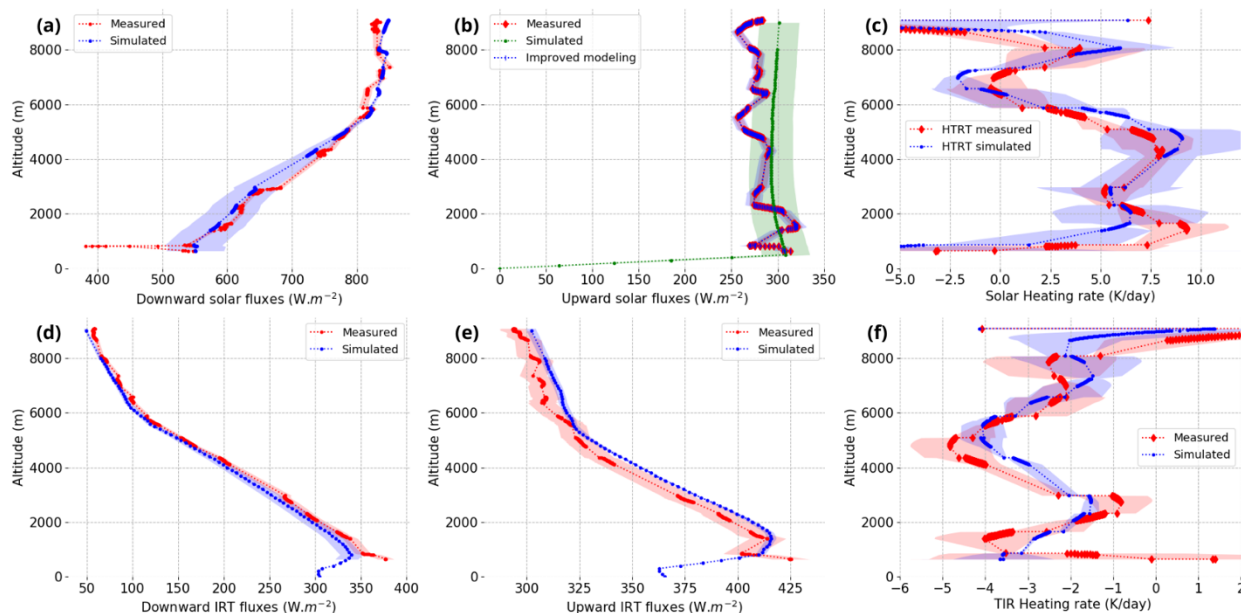 (a)
Measured
Simulated
Altitude (m)
8000
6000
4000
2000
0
400
500
600
700
800
Downward solar fluxes (W.m⁻²)
(b)
Measured
Simulated
Improved modeling
Altitude (m)
8000
6000
4000
2000
0
0
50
100
150
200
250
300
350
Upward solar fluxes (W.m⁻²)
(c)
HTRT measured
HTRT simulated
Altitude (m)
8000
6000
4000
2000
0
−5.0
−2.5
0.0
2.5
5.0
7.5
10.0
Solar Heating rate (K/day)
(d)
Measured
Simulated
Altitude (m)
8000
6000
4000
2000
0
50
100
150
200
250
300
350
400
Downward IRT fluxes (W.m⁻²)
(e)
Measured
Simulated
Altitude (m)
8000
6000
4000
2000
0
300
325
350
375
400
425
Upward IRT fluxes (W.m⁻²)
(f)
Measured
Simulated
Altitude (m)
8000
6000
4000
2000
0
−6
−5
−4
−3
−2
−1
0
1
2
TIR Heating rate (K/day)